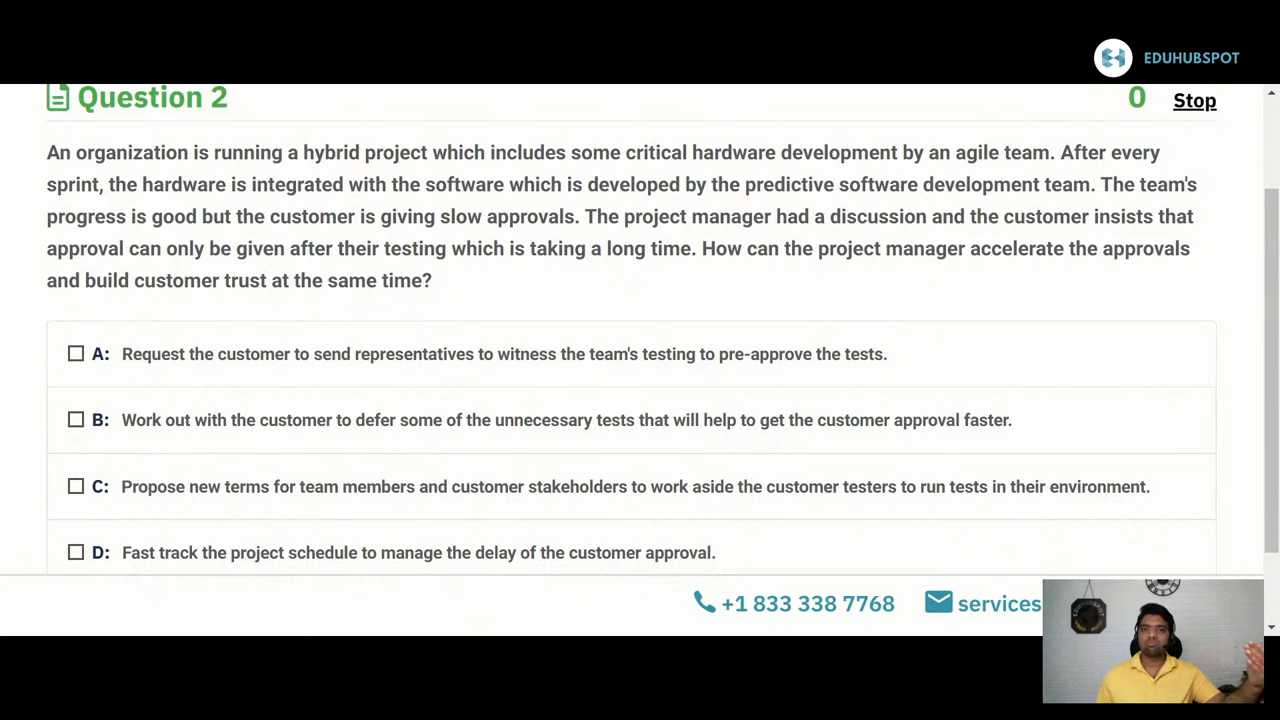 EDUHUBSPOT
Question 2
0
Stop
An organization is running a hybrid project which includes some critical hardware development by an agile team. After every
sprint, the hardware is integrated with the software which is developed by the predictive software development team. The team's
progress is good but the customer is giving slow approvals. The project manager had a discussion and the customer insists that
approval can only be given after their testing which is taking a long time. How can the project manager accelerate the approvals
and build customer trust at the same time?
A: Request the customer to send representatives to witness the team's testing to pre-approve the tests.
B: Work out with the customer to defer some of the unnecessary tests that will help to get the customer approval faster.
C: Propose new terms for team members and customer stakeholders to work aside the customer testers to run tests in their environment.
D: Fast track the project schedule to manage the delay of the customer approval.
+1 833 338 7768
services
EDUHUBSPOT